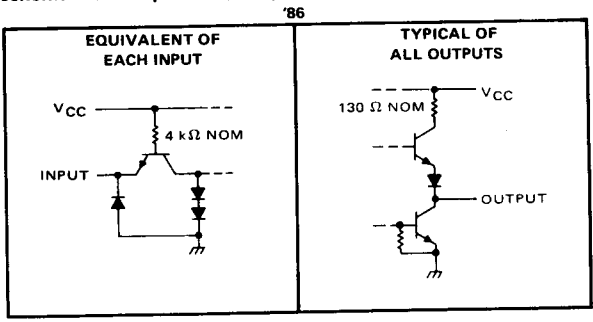 '86
EQUIVALENT OF
EACH INPUT
VCC
4 kΩ NOM
INPUT
TYPICAL OF
ALL OUTPUTS
VCC
130 Ω NOM
OUTPUT